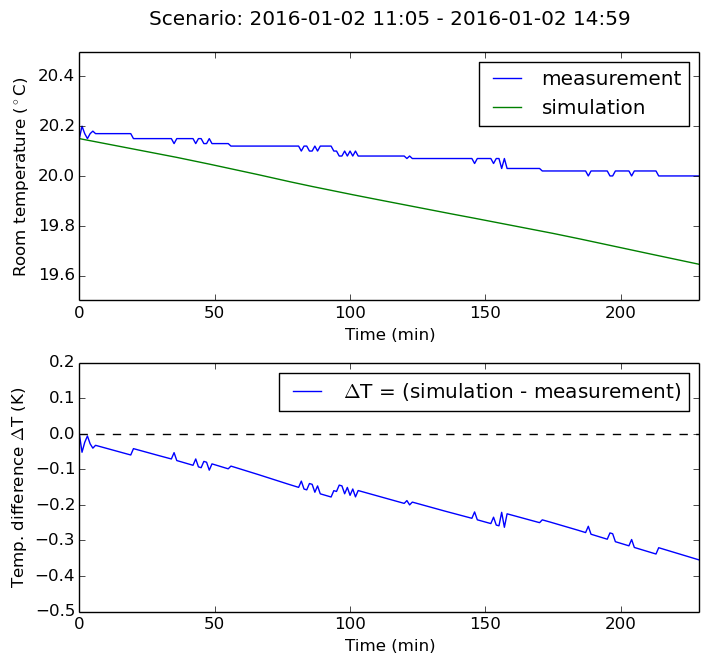 Scenario: 2016-01-02 11:05 - 2016-01-02 14:59
Room temperature (°C)
20.4
20.2
20.0
19.8
19.6
measurement
simulation
0 50 100 150 200
Time (min)
Temp. difference ΔT (K)
0.2
0.1
0.0
−0.1
−0.2
−0.3
−0.4
−0.5
ΔT = (simulation - measurement)
0 50 100 150 200
Time (min)